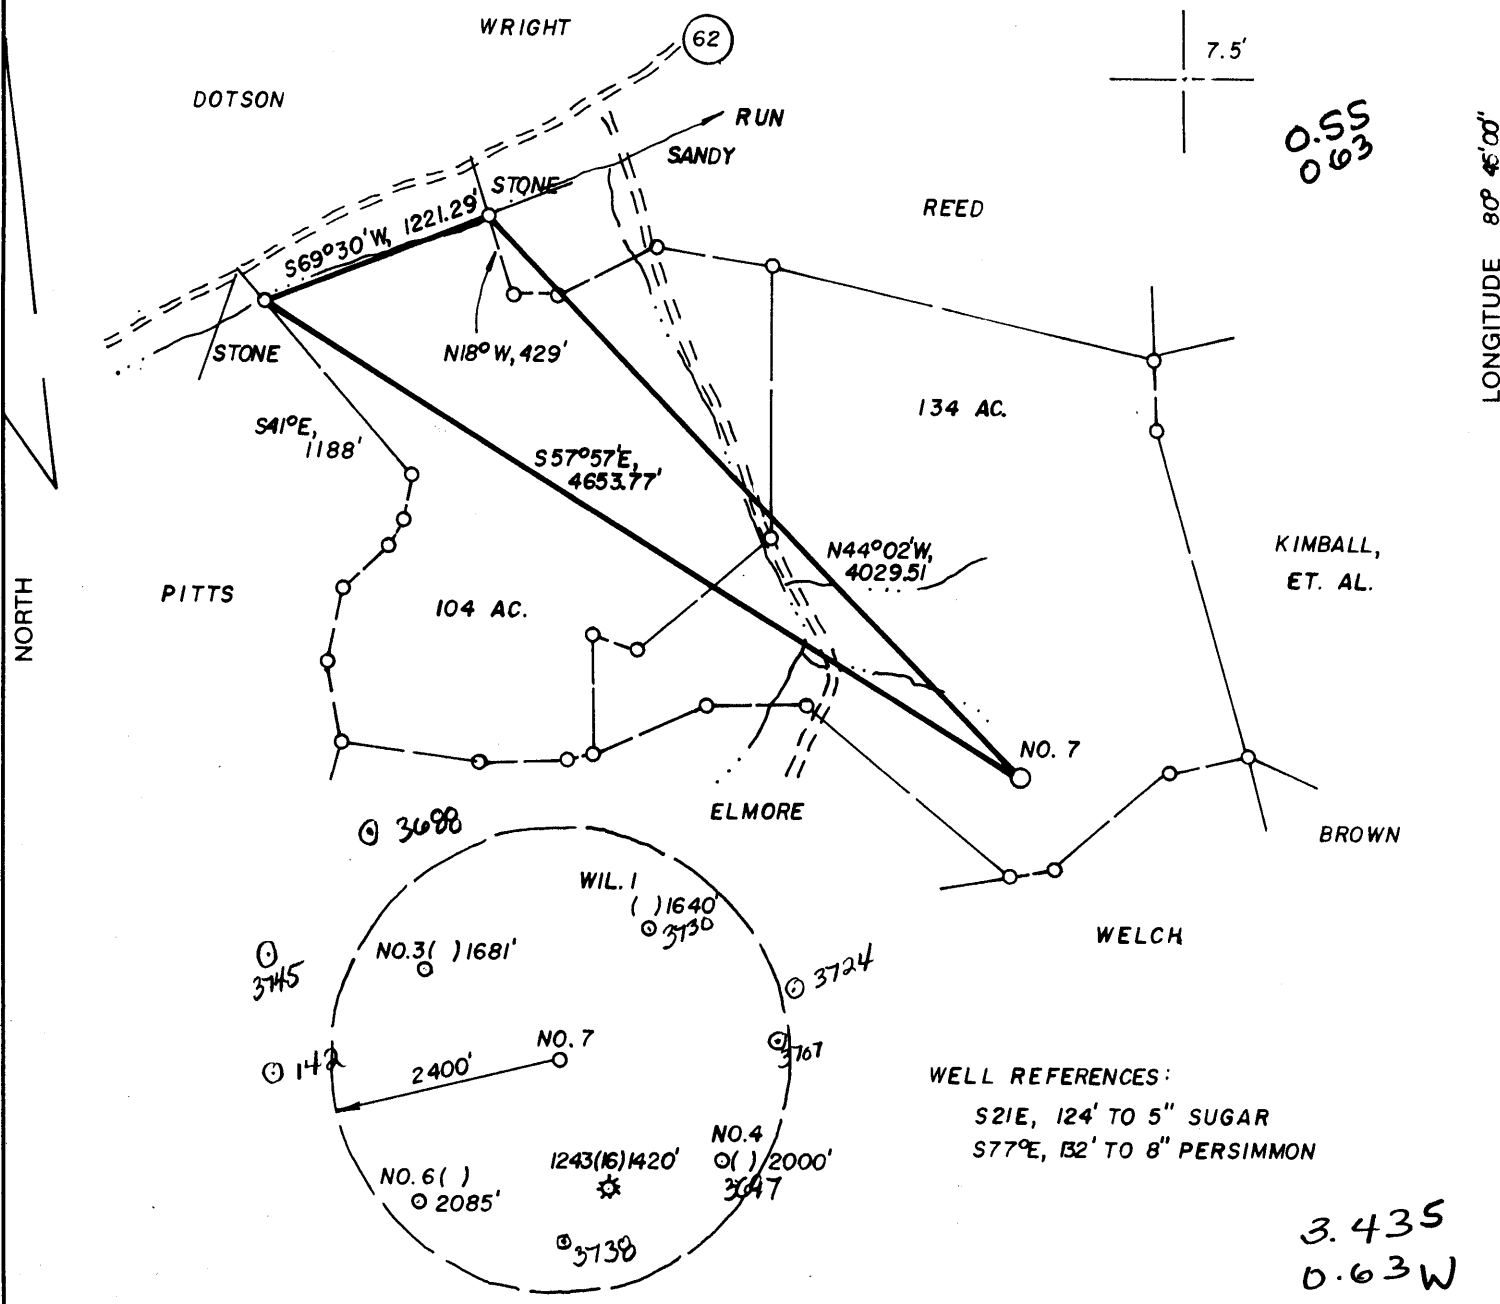 WRIGHT
62
7.5'
DOTSON
RUN
SANDY
0.55
0 63
LONGITUDE 80° 45' 00"
STONE
REED
S69°30'W, 1221.29'
STONE
N18°W, 429'
134 AC.
S41°E,
1188'
S57°57'E,
4653.77'
N44°02'W,
4029.51
KIMBALL,
ET. AL.
NORTH
PITTS
104 AC.
NO. 7
ELMORE
BROWN
3688
WIL. 1
( ) 1640'
3730
WELCH
NO.3( ) 1681'
3745
3724
NO. 7
3707
142
2400'
WELL REFERENCES:
S21E, 124' TO 5" SUGAR
S77°E, 132' TO 8" PERSIMMON
NO.4
( ) 2000'
3647
1243(16)1420'
NO. 6 ( )
2085'
3738
3.43S
0.63 W